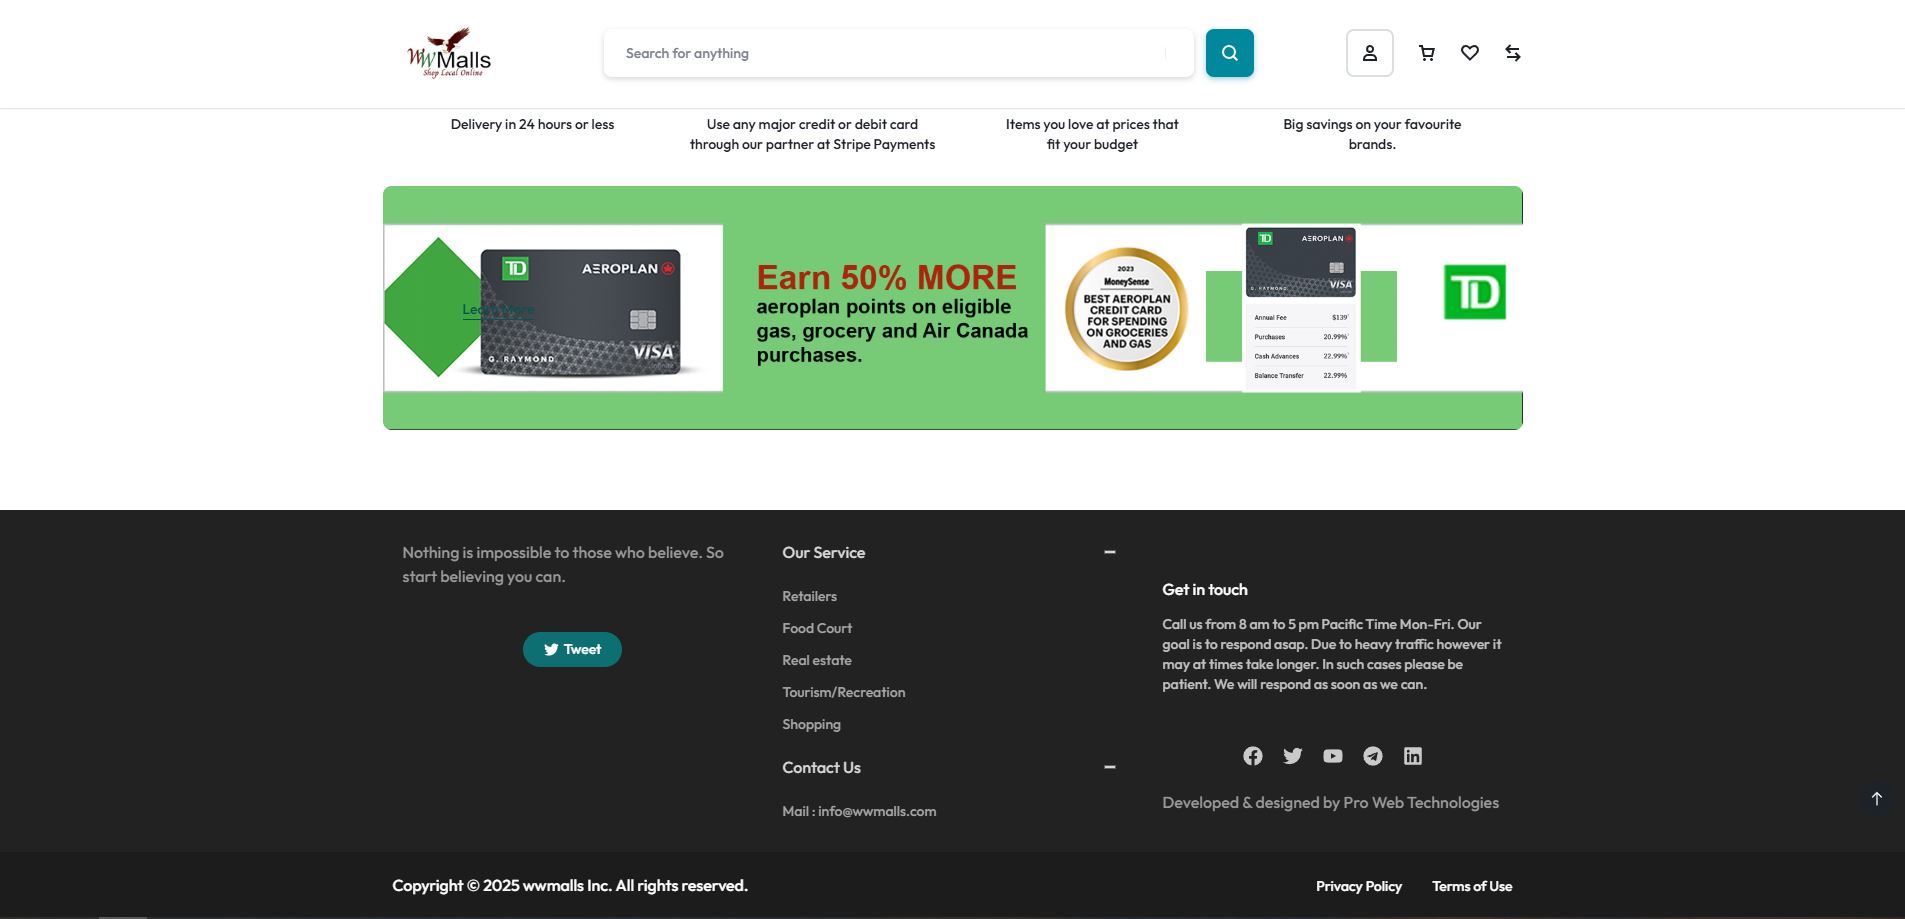 wwMalls
Shop Local Online
Search for anything
Delivery in 24 hours or less
Use any major credit or debit card
through our partner at Stripe Payments
Items you love at prices that
fit your budget
Big savings on your favourite
brands.
TD
AEROPLAN
Learn More
G. RAYMOND
VISA
Infinite
Earn 50% MORE
aeroplan points on eligible
gas, grocery and Air Canada
purchases.
2023
MoneySense
BEST AEROPLAN
CREDIT CARD
FOR SPENDING
ON GROCERIES
AND GAS
TD
AEROPLAN
G. RAYMOND
VISA
Annual Fee $139
Purchases 20.99%
Cash Advances 22.99%
Balance Transfer 22.99%
TD
Nothing is impossible to those who believe. So
start believing you can.
Tweet
Our Service
Retailers
Food Court
Real estate
Tourism/Recreation
Shopping
Contact Us
Mail : info@wwmalls.com
Get in touch
Call us from 8 am to 5 pm Pacific Time Mon-Fri. Our
goal is to respond asap. Due to heavy traffic however it
may at times take longer. In such cases please be
patient. We will respond as soon as we can.
Developed & designed by Pro Web Technologies
Copyright © 2025 wwmalls Inc. All rights reserved.
Privacy Policy
Terms of Use